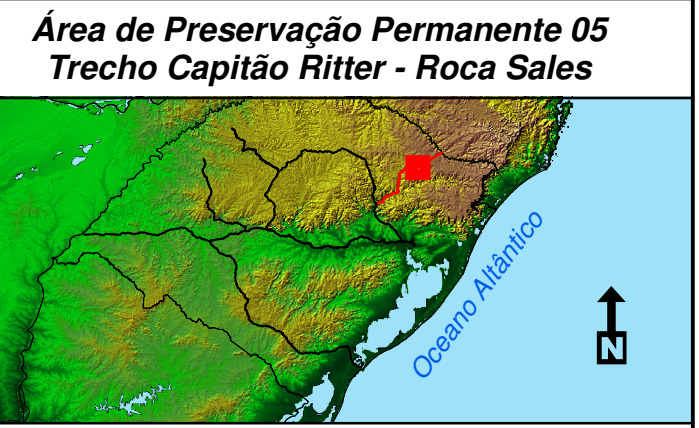 Área de Preservação Permanente 05
Trecho Capitão Ritter - Roca Sales
Oceano Altântico
N